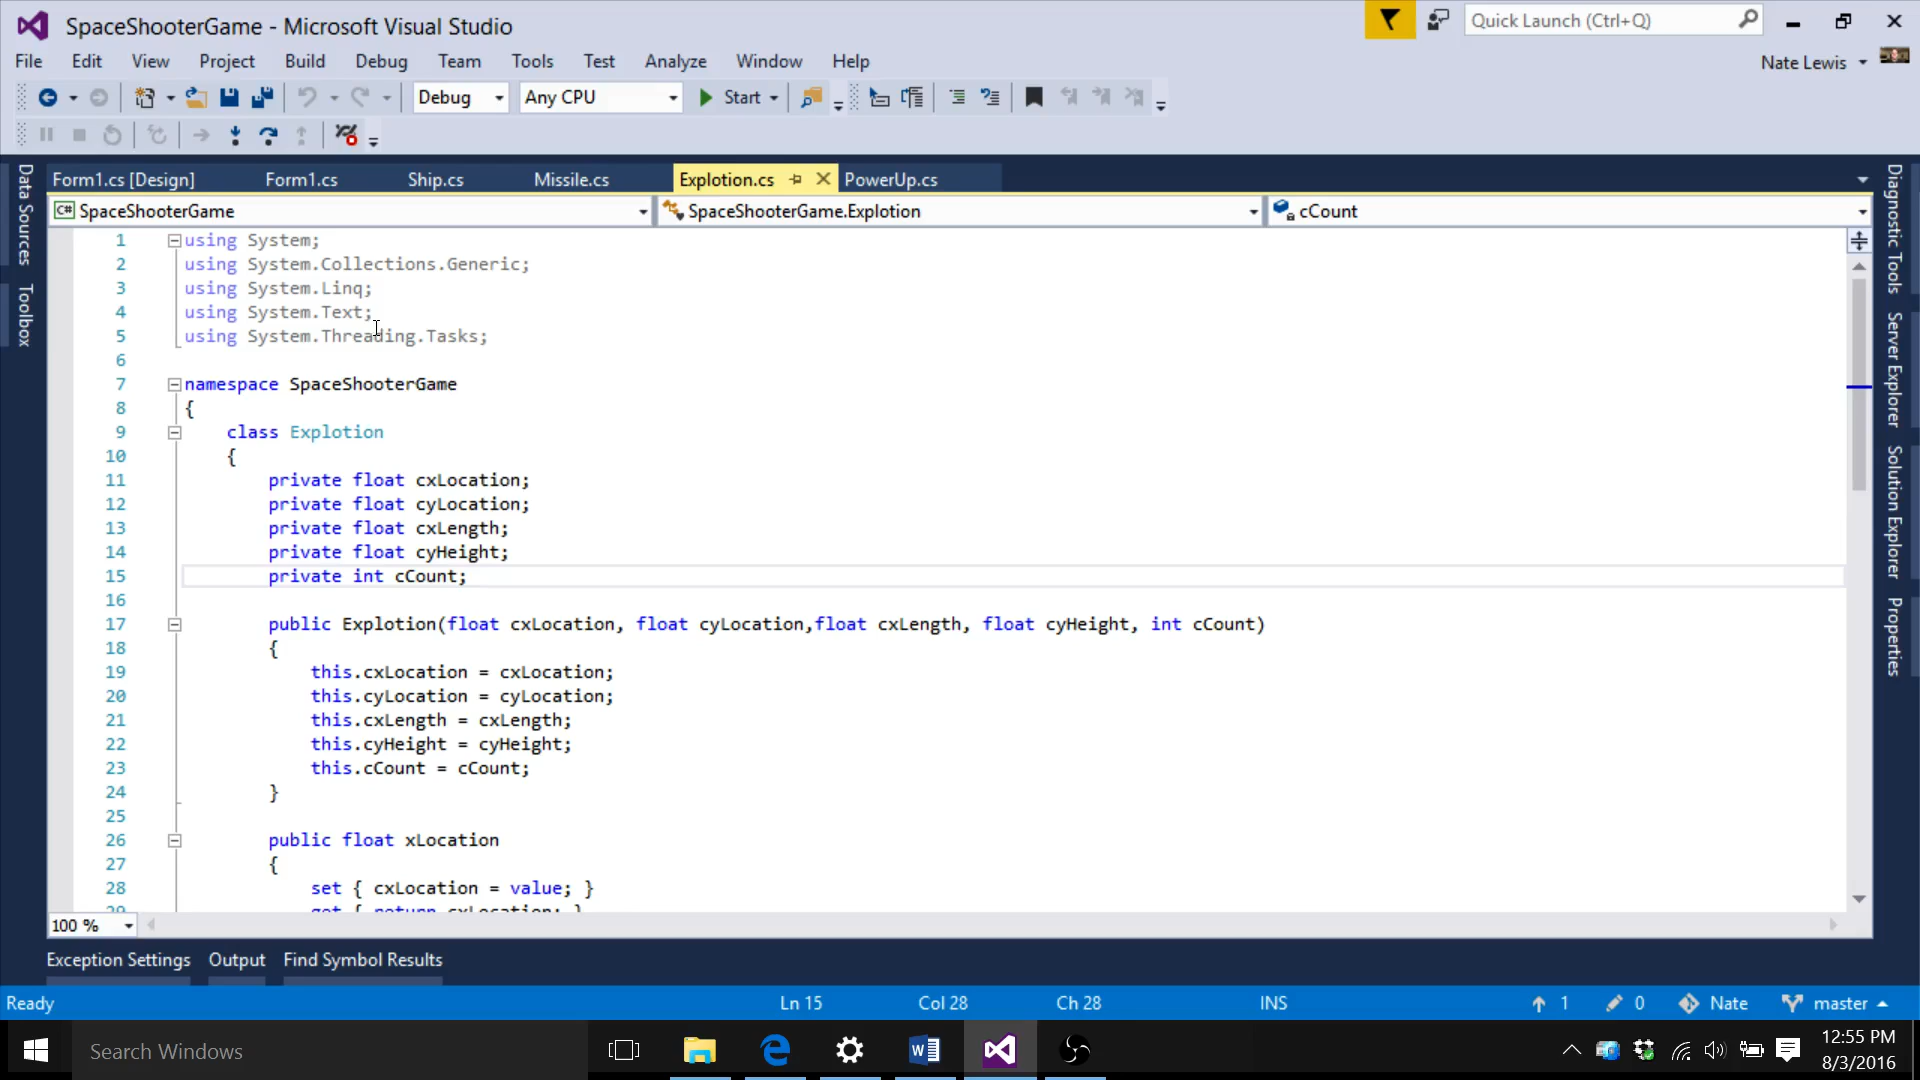 SpaceShooterGame - Microsoft Visual Studio
Quick Launch (Ctrl+Q)
File Edit View Project Build Debug Team Tools Test Analyze Window Help
Nate Lewis
Debug Any CPU Start
Form1.cs [Design] Form1.cs Ship.cs Missile.cs Explotion.cs PowerUp.cs
C# SpaceShooterGame SpaceShooterGame.Explotion cCount
Data Sources
Toolbox
1 using System;
2 using System.Collections.Generic;
3 using System.Linq;
4 using System.Text;
5 using System.Threading.Tasks;
6
7 namespace SpaceShooterGame
8 {
9 class Explotion
10 {
11 private float cxLocation;
12 private float cyLocation;
13 private float cxLength;
14 private float cyHeight;
15 private int cCount;
16
17 public Explotion(float cxLocation, float cyLocation,float cxLength, float cyHeight, int cCount)
18 {
19 this.cxLocation = cxLocation;
20 this.cyLocation = cyLocation;
21 this.cxLength = cxLength;
22 this.cyHeight = cyHeight;
23 this.cCount = cCount;
24 }
25
26 public float xLocation
27 {
28 set { cxLocation = value; }
29 get { return cxLocation; }
Diagnostic Tools
Server Explorer
Solution Explorer
Properties
100 %
Exception Settings Output Find Symbol Results
Ready Ln 15 Col 28 Ch 28 INS 1 0 Nate master
Search Windows
12:55 PM
8/3/2016